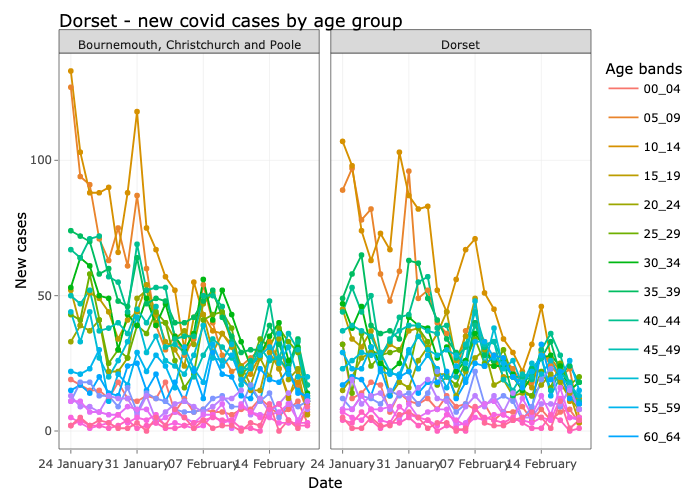 Dorset - new covid cases by age group
Bournemouth, Christchurch and Poole
Dorset
Age bands
00_04
05_09
10_14
15_19
20_24
25_29
30_34
35_39
40_44
45_49
50_54
55_59
60_64
New cases
100
50
0
24 January
31 January
07 February
14 February
24 January
31 January
07 February
14 February
Date